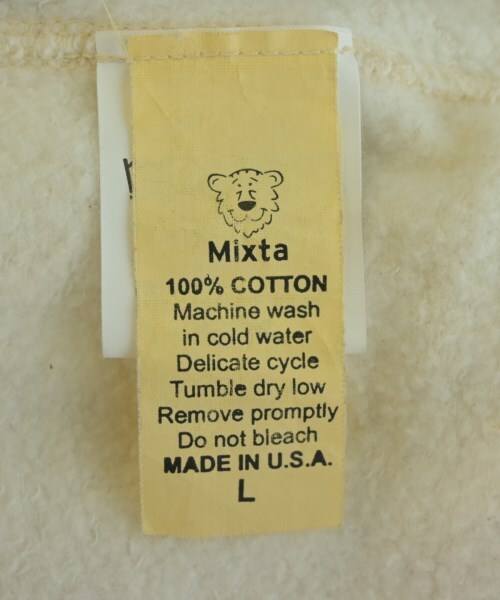 Mixta
100% COTTON
Machine wash
in cold water
Delicate cycle
Tumble dry low
Remove promptly
Do not bleach
MADE IN U.S.A.
L